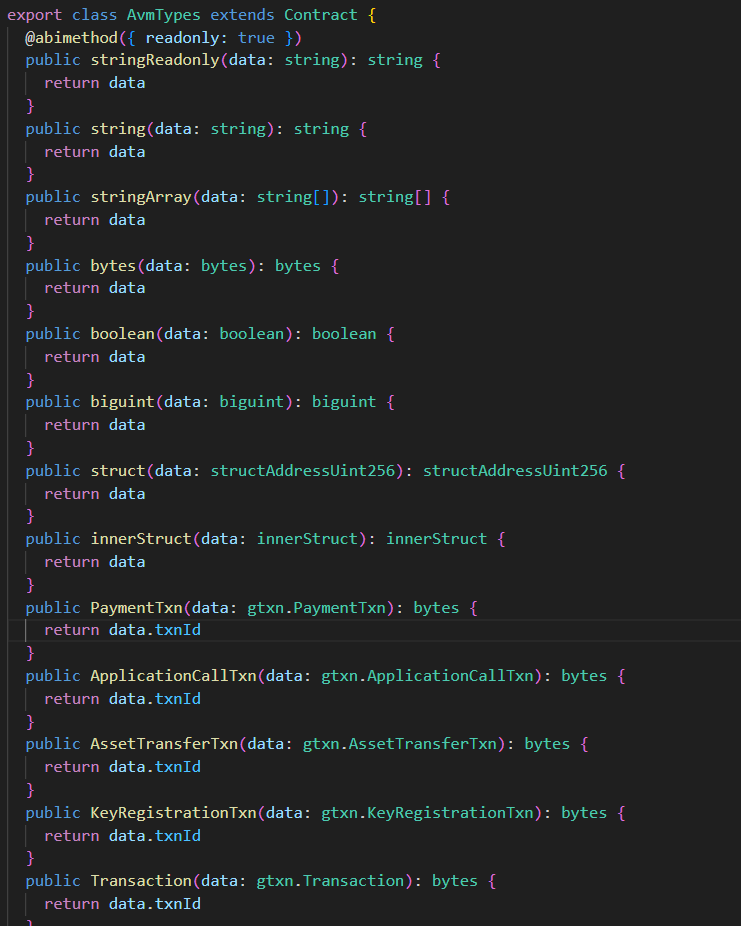 export class AvmTypes extends Contract {
@abimethod({ readonly: true })
public stringReadonly(data: string): string {
return data
}
public string(data: string): string {
return data
}
public stringArray(data: string[]): string[] {
return data
}
public bytes(data: bytes): bytes {
return data
}
public boolean(data: boolean): boolean {
return data
}
public biguint(data: biguint): biguint {
return data
}
public struct(data: structAddressUint256): structAddressUint256 {
return data
}
public innerStruct(data: innerStruct): innerStruct {
return data
}
public PaymentTxn(data: gtxn.PaymentTxn): bytes {
return data.txnId
}
public ApplicationCallTxn(data: gtxn.ApplicationCallTxn): bytes {
return data.txnId
}
public AssetTransferTxn(data: gtxn.AssetTransferTxn): bytes {
return data.txnId
}
public KeyRegistrationTxn(data: gtxn.KeyRegistrationTxn): bytes {
return data.txnId
}
public Transaction(data: gtxn.Transaction): bytes {
return data.txnId
}